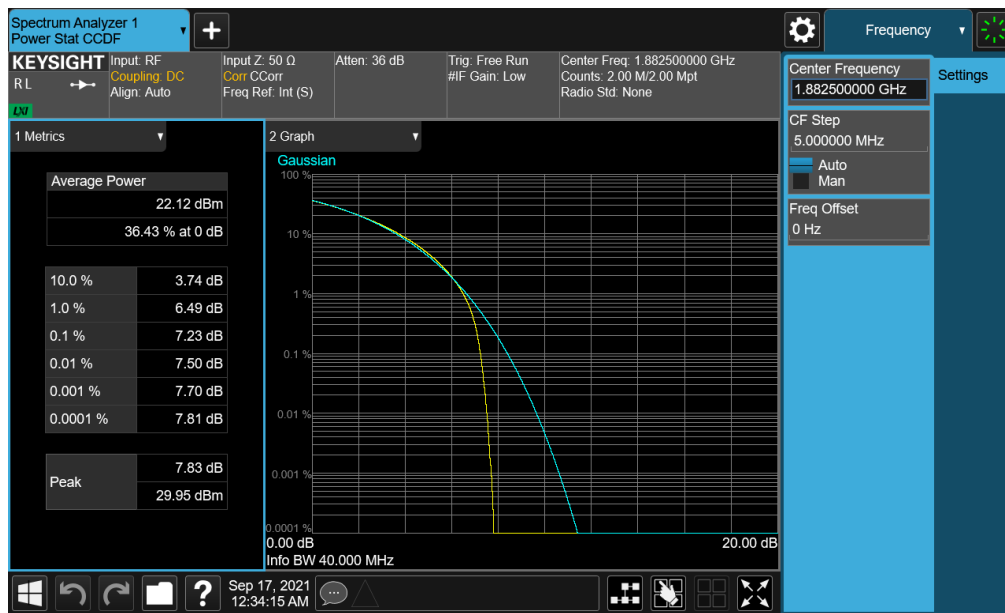 Spectrum Analyzer 1
Power Stat CCDF
+
Frequency
KEYSIGHT
RL
LXI
Input: RF
Coupling: DC
Align: Auto
Input Z: 50 Ω
Corr CCorr
Freq Ref: Int (S)
Atten: 36 dB
Trig: Free Run
#IF Gain: Low
Center Freq: 1.882500000 GHz
Counts: 2.00 M/2.00 Mpt
Radio Std: None
Center Frequency
1.882500000 GHz
Settings
CF Step
5.000000 MHz
Auto
Man
Freq Offset
0 Hz
1 Metrics
Average Power
22.12 dBm
36.43 % at 0 dB
10.0 % 3.74 dB
1.0 % 6.49 dB
0.1 % 7.23 dB
0.01 % 7.50 dB
0.001 % 7.70 dB
0.0001 % 7.81 dB
Peak
7.83 dB
29.95 dBm
2 Graph
Gaussian
100 %
10 %
1 %
0.1 %
0.01 %
0.001 %
0.0001 %
0.00 dB 20.00 dB
Info BW 40.000 MHz
?
Sep 17, 2021
12:34:15 AM